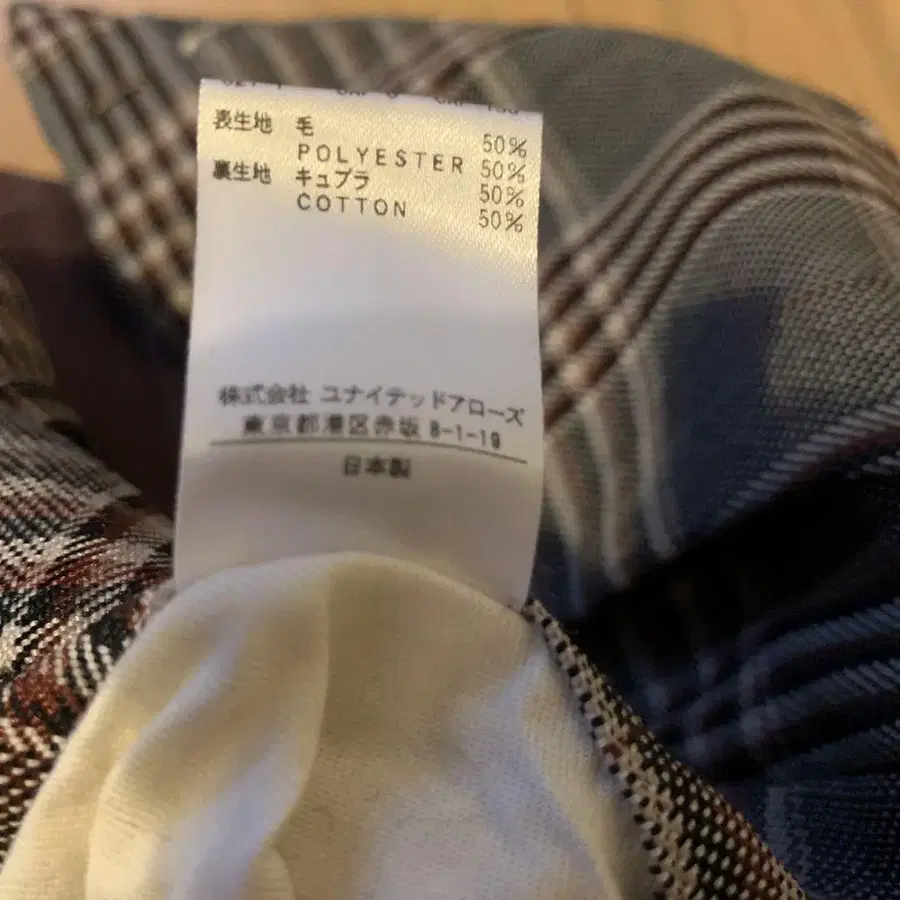 表生地 毛 50%
POLYESTER 50%
裏生地 キュプラ 50%
COTTON 50%
株式会社 ユナイテッドアローズ
東京都港区赤坂 8-1-19
日本製